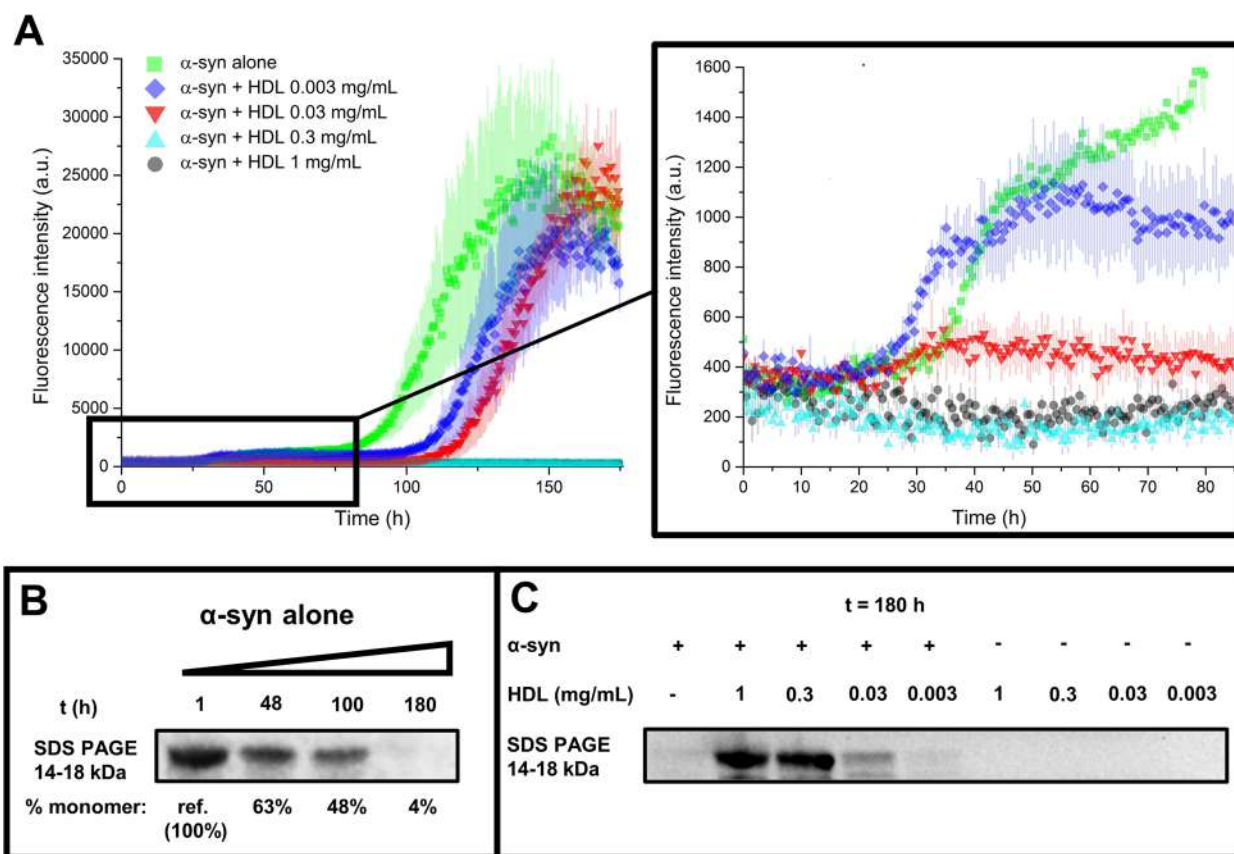 A
Fluorescence intensity (a.u.)
35000
30000
25000
20000
15000
10000
5000
0
0 50 100 150
Time (h)
α-syn alone
α-syn + HDL 0.003 mg/mL
α-syn + HDL 0.03 mg/mL
α-syn + HDL 0.3 mg/mL
α-syn + HDL 1 mg/mL
Fluorescence intensity (a.u.)
1600
1400
1200
1000
800
600
400
200
0
0 10 20 30 40 50 60 70 80
Time (h)
B
α-syn alone
t (h) 1 48 100 180
SDS PAGE
14-18 kDa
% monomer: ref. 63% 48% 4%
(100%)
C
t = 180 h
α-syn + + + + + - - - -
HDL (mg/mL) - 1 0.3 0.03 0.003 1 0.3 0.03 0.003
SDS PAGE
14-18 kDa